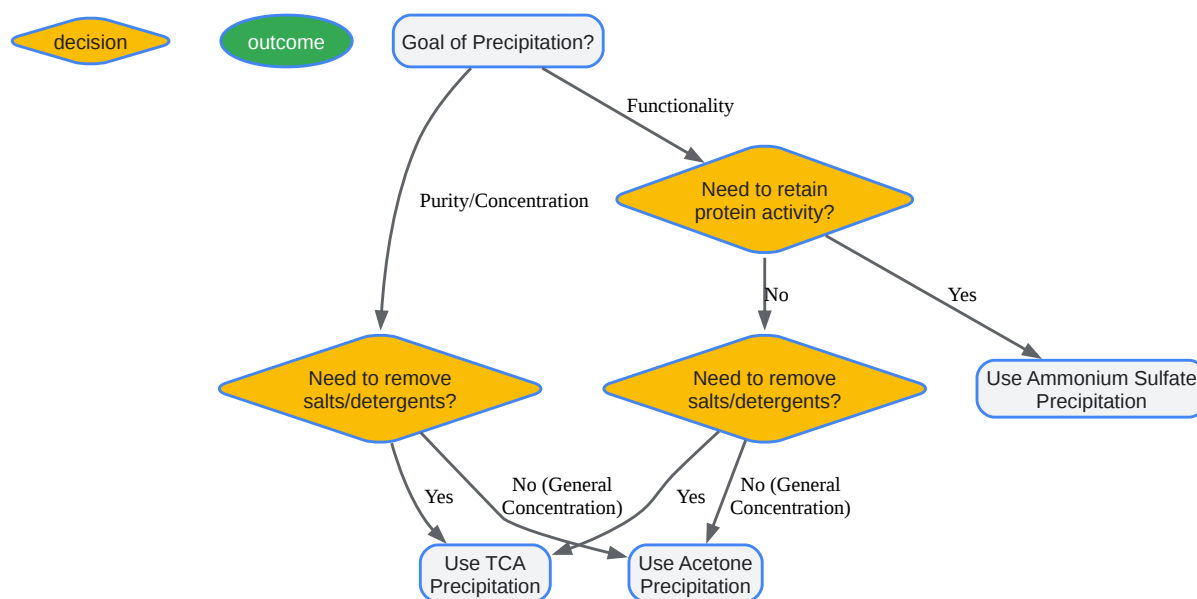 decision
outcome
Goal of Precipitation?
Functionality
Purity/Concentration
Need to retain
protein activity?
No
Yes
Need to remove
salts/detergents?
Need to remove
salts/detergents?
Use Ammonium Sulfate
Precipitation
Yes
No (General
Concentration)
Yes
No (General
Concentration)
Use TCA
Precipitation
Use Acetone
Precipitation